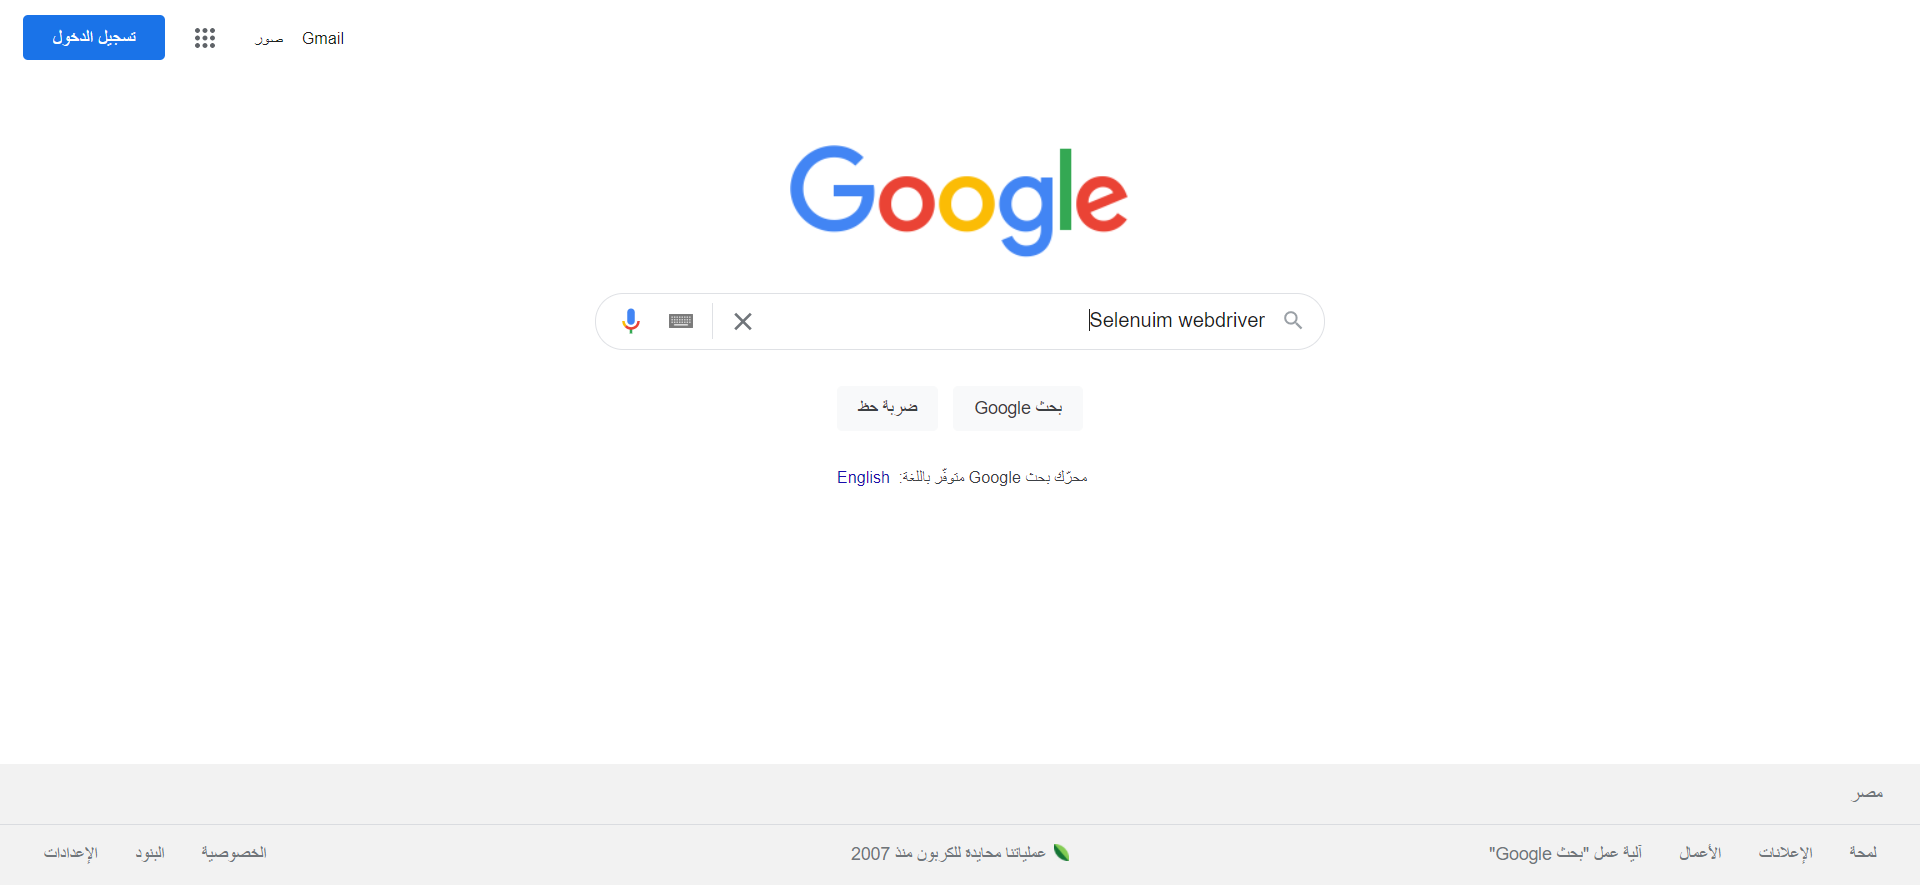 Gmail صور تسجيل الدخول
Google
Selenuim webdriver
بحث Google
ضربة حظ
محرّك بحث Google متوفّر باللغة: English
مصر
لمحة الإعلانات الأعمال آلية عمل "بحث Google"
عملياتنا محايدة للكربون منذ 2007
الخصوصية البنود الإعدادات